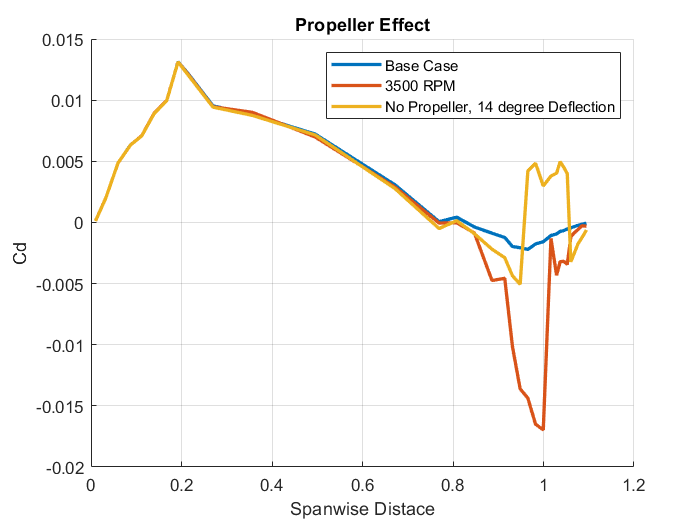 Propeller Effect
Base Case
3500 RPM
No Propeller, 14 degree Deflection
0.015
0.01
0.005
0
-0.005
-0.01
-0.015
-0.02
Cd
0
0.2
0.4
0.6
0.8
1
1.2
Spanwise Distace